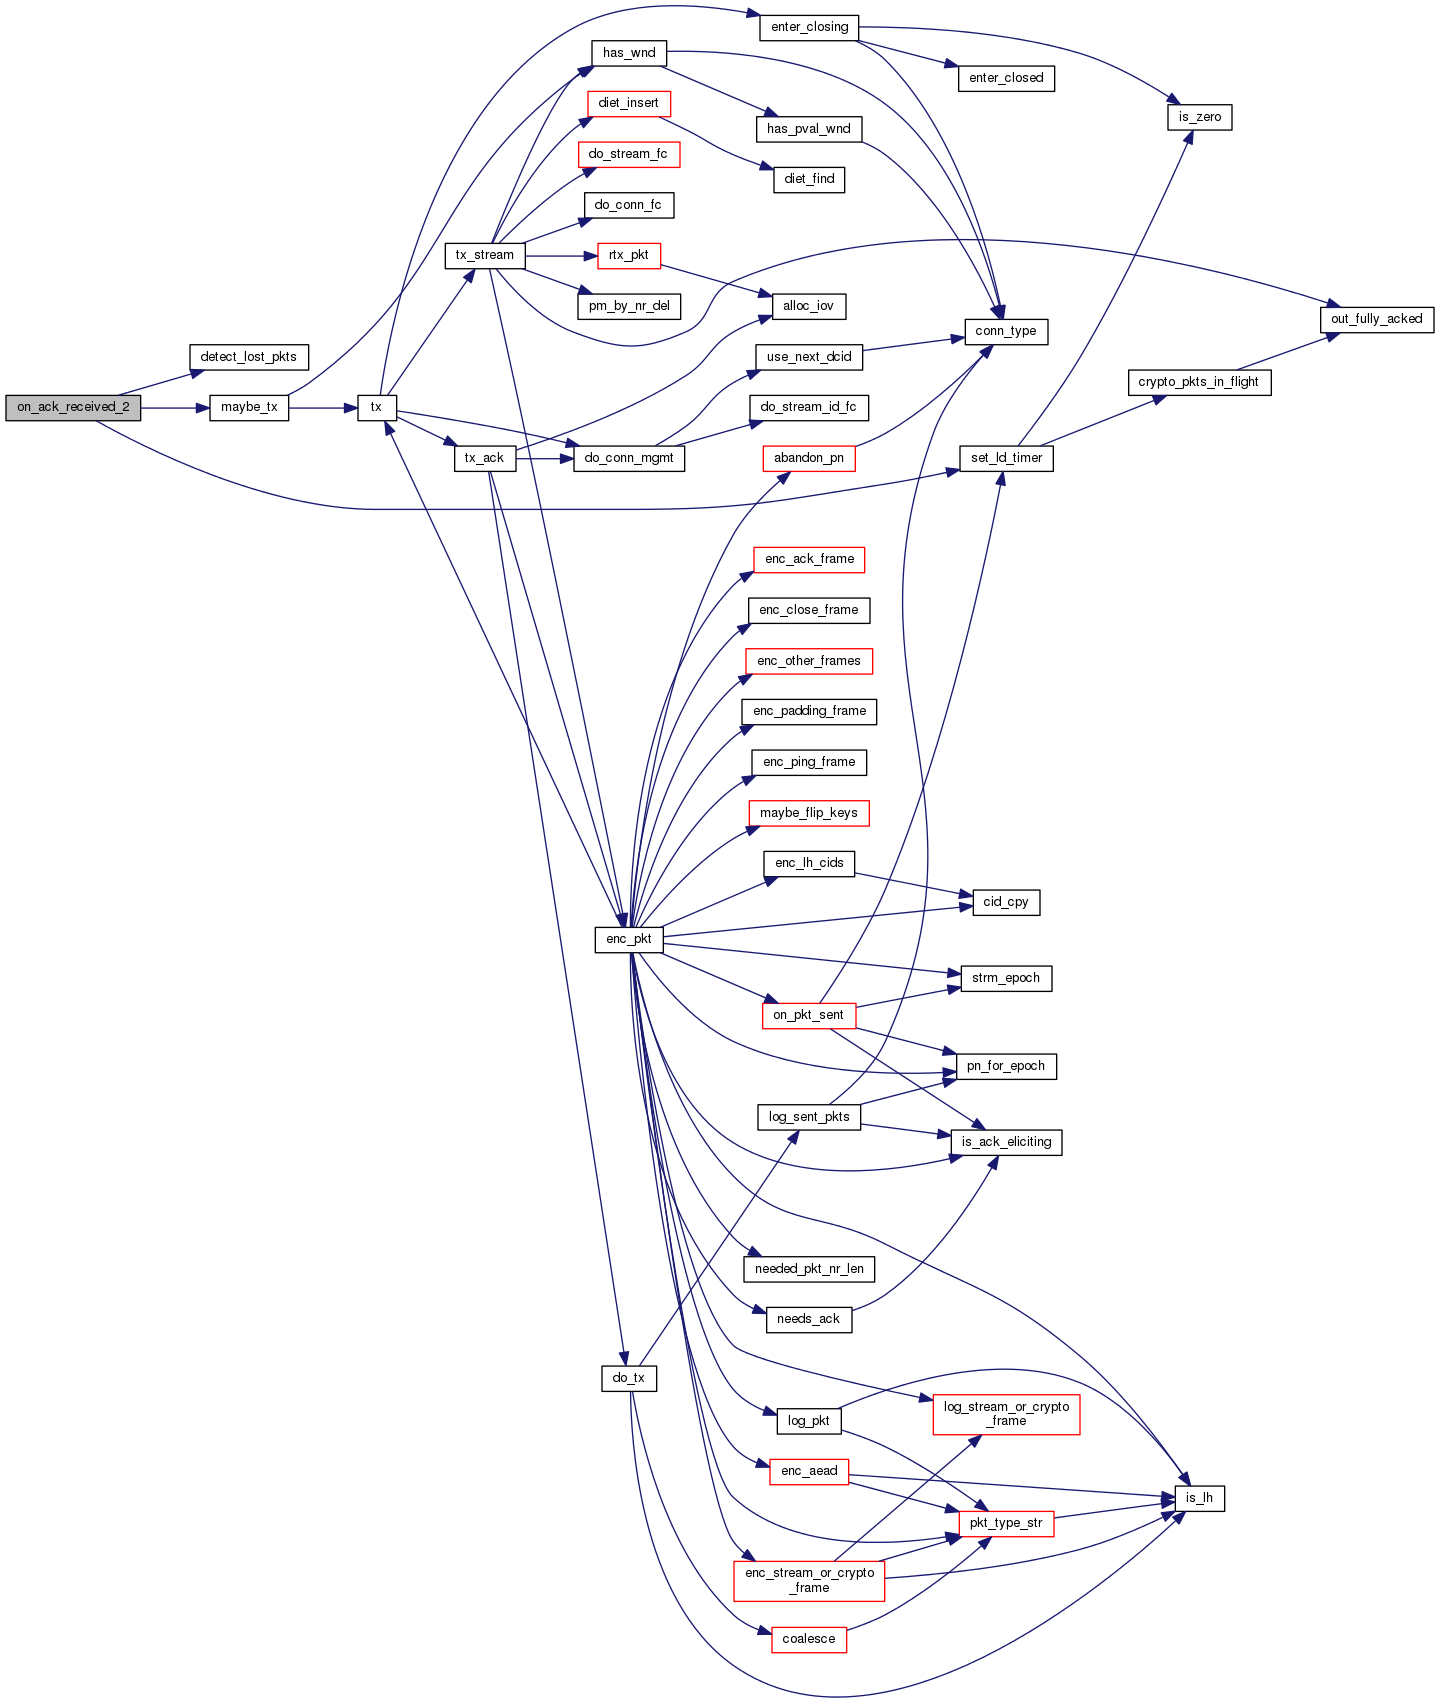 enter_closing
has_wnd
enter_closed
diet_insert
is_zero
has_pval_wnd
do_stream_fc
diet_find
do_conn_fc
tx_stream
rtx_pkt
pm_by_nr_del
alloc_iov
out_fully_acked
conn_type
detect_lost_pkts
use_next_dcid
crypto_pkts_in_flight
on_ack_received_2
maybe_tx
tx
do_stream_id_fc
tx_ack
do_conn_mgmt
abandon_pn
set_ld_timer
enc_ack_frame
enc_close_frame
enc_other_frames
enc_padding_frame
enc_ping_frame
maybe_flip_keys
enc_lh_cids
cid_cpy
enc_pkt
strm_epoch
on_pkt_sent
pn_for_epoch
log_sent_pkts
is_ack_eliciting
needed_pkt_nr_len
needs_ack
do_tx
log_stream_or_crypto
_frame
log_pkt
enc_aead
is_lh
pkt_type_str
enc_stream_or_crypto
_frame
coalesce